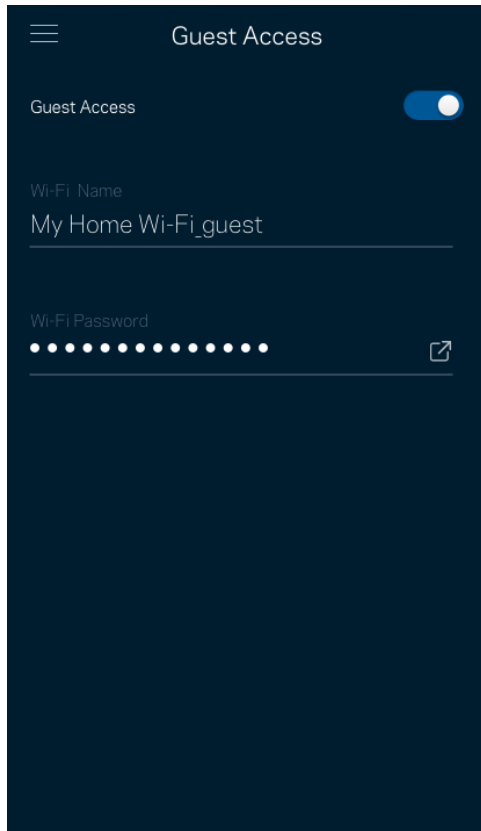 Guest Access
Guest Access
Wi-Fi Name
My Home Wi-Fi_guest
Wi-Fi Password
••••••••••••••